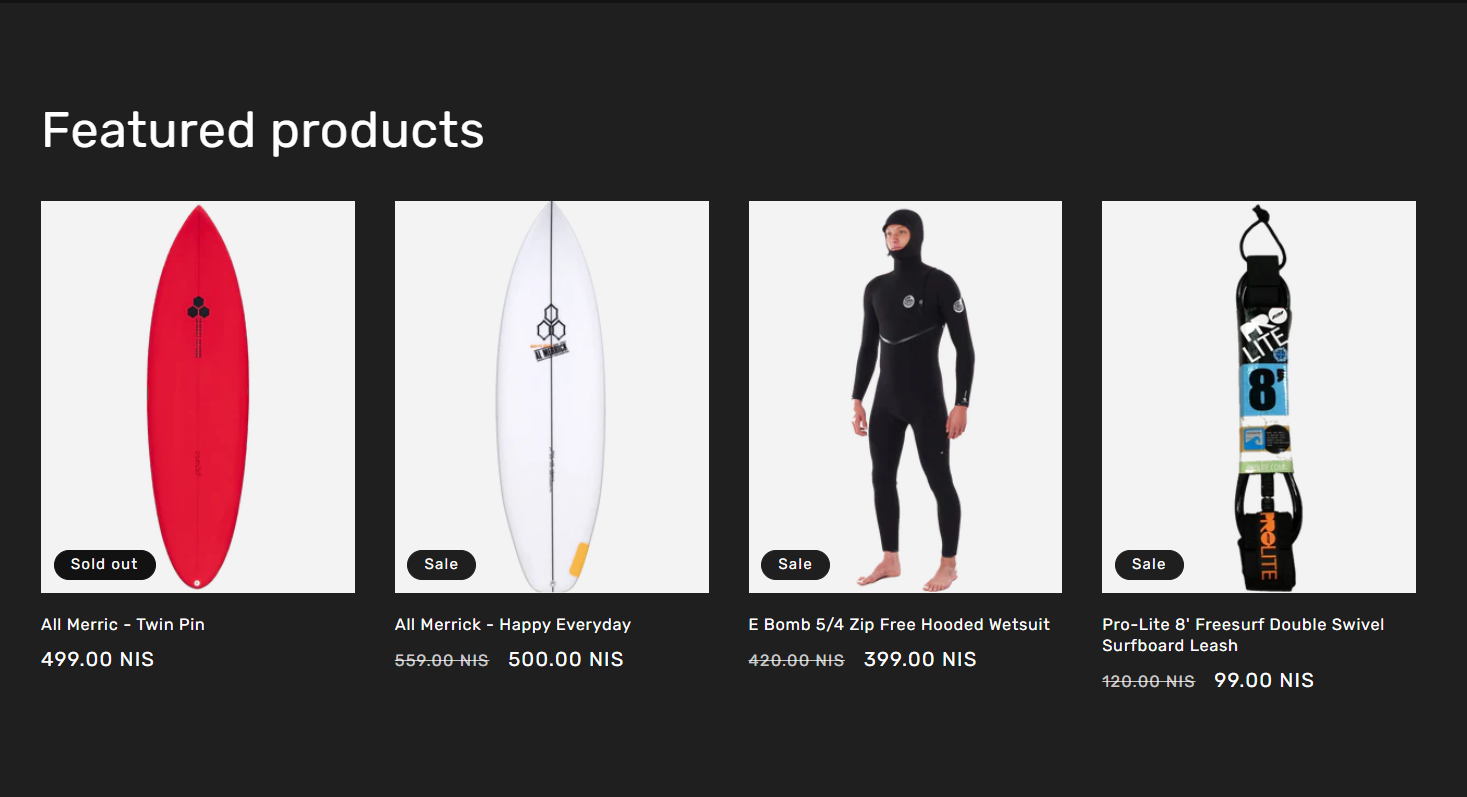 Featured products
Sold out
Sale
Sale
Sale
AL MERRICK
PRO
LITE
8'
PROLITE
All Merric - Twin Pin
499.00 NIS
All Merrick - Happy Everyday
559.00 NIS 500.00 NIS
E Bomb 5/4 Zip Free Hooded Wetsuit
420.00 NIS 399.00 NIS
Pro-Lite 8' Freesurf Double Swivel
Surfboard Leash
120.00 NIS 99.00 NIS